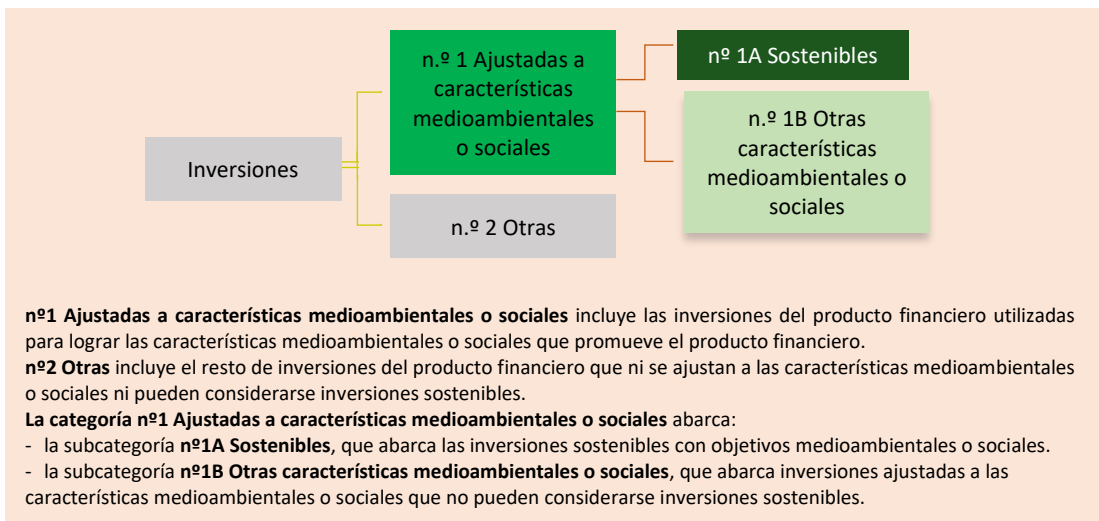 n.º 1 Ajustadas a
características
medioambientales
o sociales
nº 1A Sostenibles
n.º 1B Otras
características
medioambientales o
sociales
Inversiones
n.º 2 Otras
nº1 Ajustadas a característi­cas medioambientales o sociales incluye las inversiones del producto financiero utilizadas
para lograr las características medioambientales o sociales que promueve el producto financiero.
nº2 Otras incluye el resto de inversiones del producto financiero que ni se ajustan a las características medioambientales
o sociales ni pueden considerarse inversiones sostenibles.
La categoría nº1 Ajustadas a características medioambientales o sociales abarca:
- la subcategoría nº1A Sostenibles, que abarca las inversiones sostenibles con objetivos medioambientales o sociales.
- la subcategoría nº1B Otras características medioambientales o sociales, que abarca inversiones ajustadas a las
características medioambientales o sociales que no pueden considerarse inversiones sostenibles.